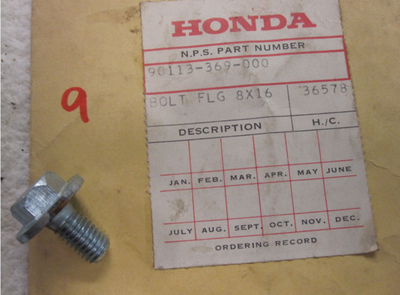 HONDA
N.P.S. PART NUMBER
90113-369-000
BOLT FLG 8X16 36578
DESCRIPTION H./C.
JAN. FEB. MAR. APR. MAY JUNE
JULY AUG. SEPT. OCT. NOV. DEC.
ORDERING RECORD
9